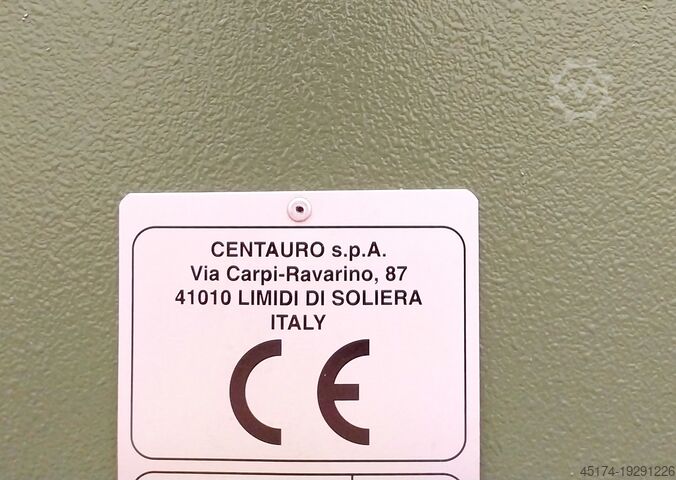 CENTAURO s.p.A.
Via Carpi-Ravarino, 87
41010 LIMIDI DI SOLIERA
ITALY
CE
45174-19291226